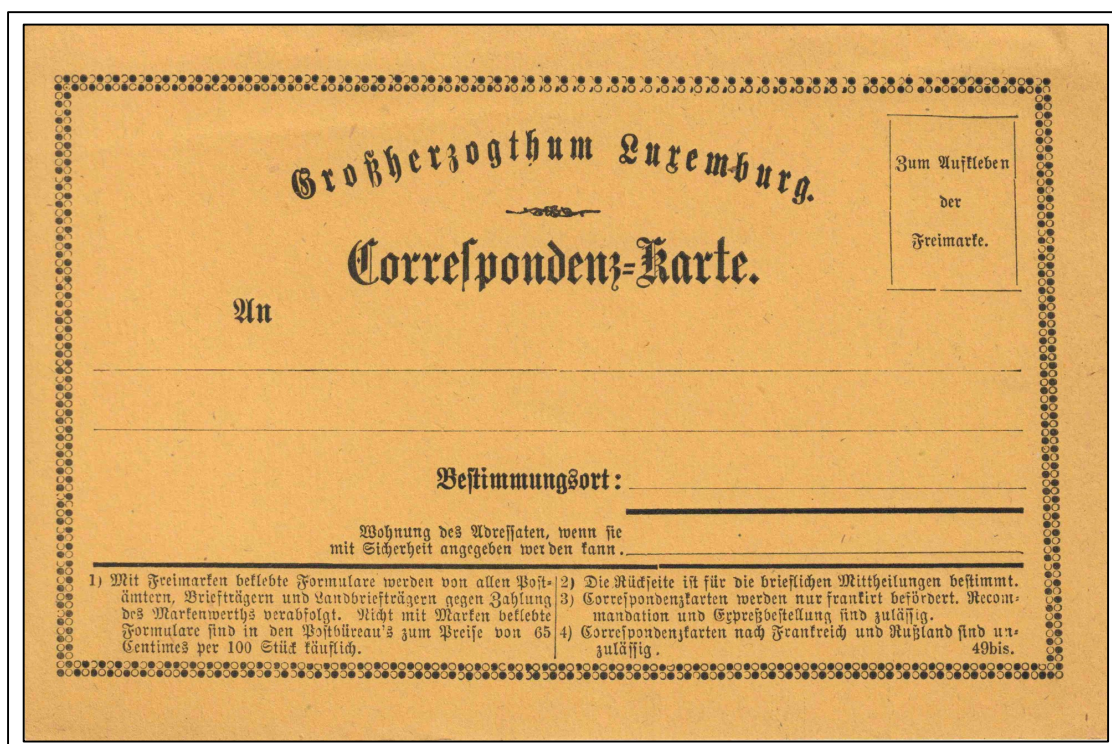 Großherzogthum Luxemburg.
Zum Aufkleben
der
Freimarke.
Correſpondenz=Karte.
An
Beſtimmungsort:
Wohnung des Adreſſaten, wenn ſie
mit Sicherheit angegeben werden kann.
1) Mit Freimarken beklebte Formulare werden von allen Poſt=
ämtern, Briefträgern und Landbriefträgern gegen Zahlung
des Markenwerths verabfolgt. Nicht mit Marken beklebte
Formulare ſind in den Poſtbüreau's zum Preiſe von 65
Centimes per 100 Stück käuflich.
2) Die Rückſeite iſt für die brieflichen Mittheilungen beſtimmt.
3) Correſpondenzkarten werden nur frankirt befördert. Recom=
mandation und Expreßbeſtellung ſind zuläſſig.
4) Correſpondenzkarten nach Frankreich und Rußland ſind un=
zuläſſig. 49bis.